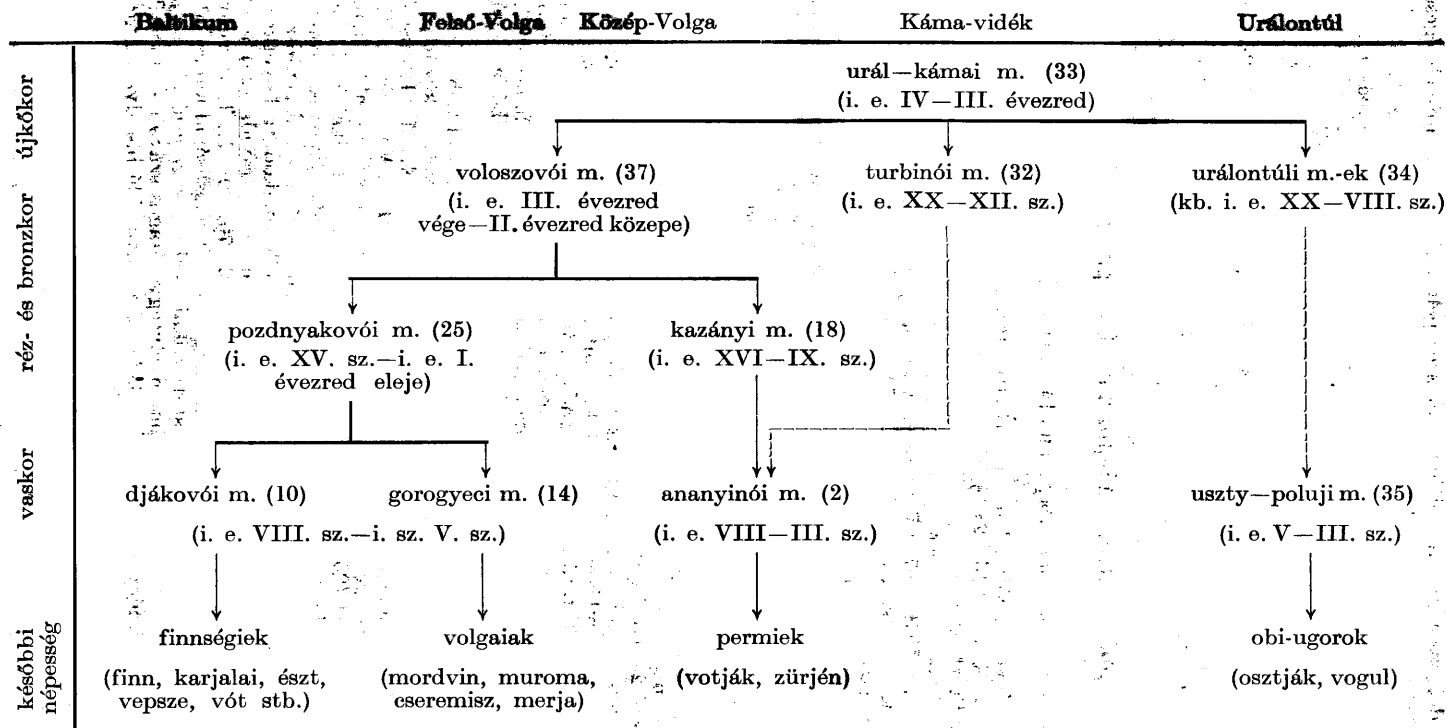 Baltikum Felső-Volga Közép-Volga Káma-vidék Urálontúl
újkőkor
urál—kámai m. (33)
(i. e. IV—III. évezred)
réz- és bronzkor
voloszovói m. (37) turbinói m. (32) urálontúli m.-ek (34)
(i. e. III. évezred (i. e. XX—XII. sz.) (kb. i. e. XX—VIII. sz.)
vége—II. évezred közepe)
pozdnyakovói m. (25) kazányi m. (18)
(i. e. XV. sz.—i. e. I. (i. e. XVI—IX. sz.)
évezred eleje)
vaskor
djákovói m. (10) gorogyeci m. (14) ananyinói m. (2) uszty—poluji m. (35)
(i. e. VIII. sz.—i. sz. V. sz.) (i. e. VIII—III. sz.) (i. e. V—III. sz.)
későbbi
népesség
finnségiek volgaiak permiek obi-ugorok
(finn, karjalai, észt, (mordvin, muroma, (votják, zürjén) (osztják, vogul)
vepsze, vót stb.) cseremisz, merja)